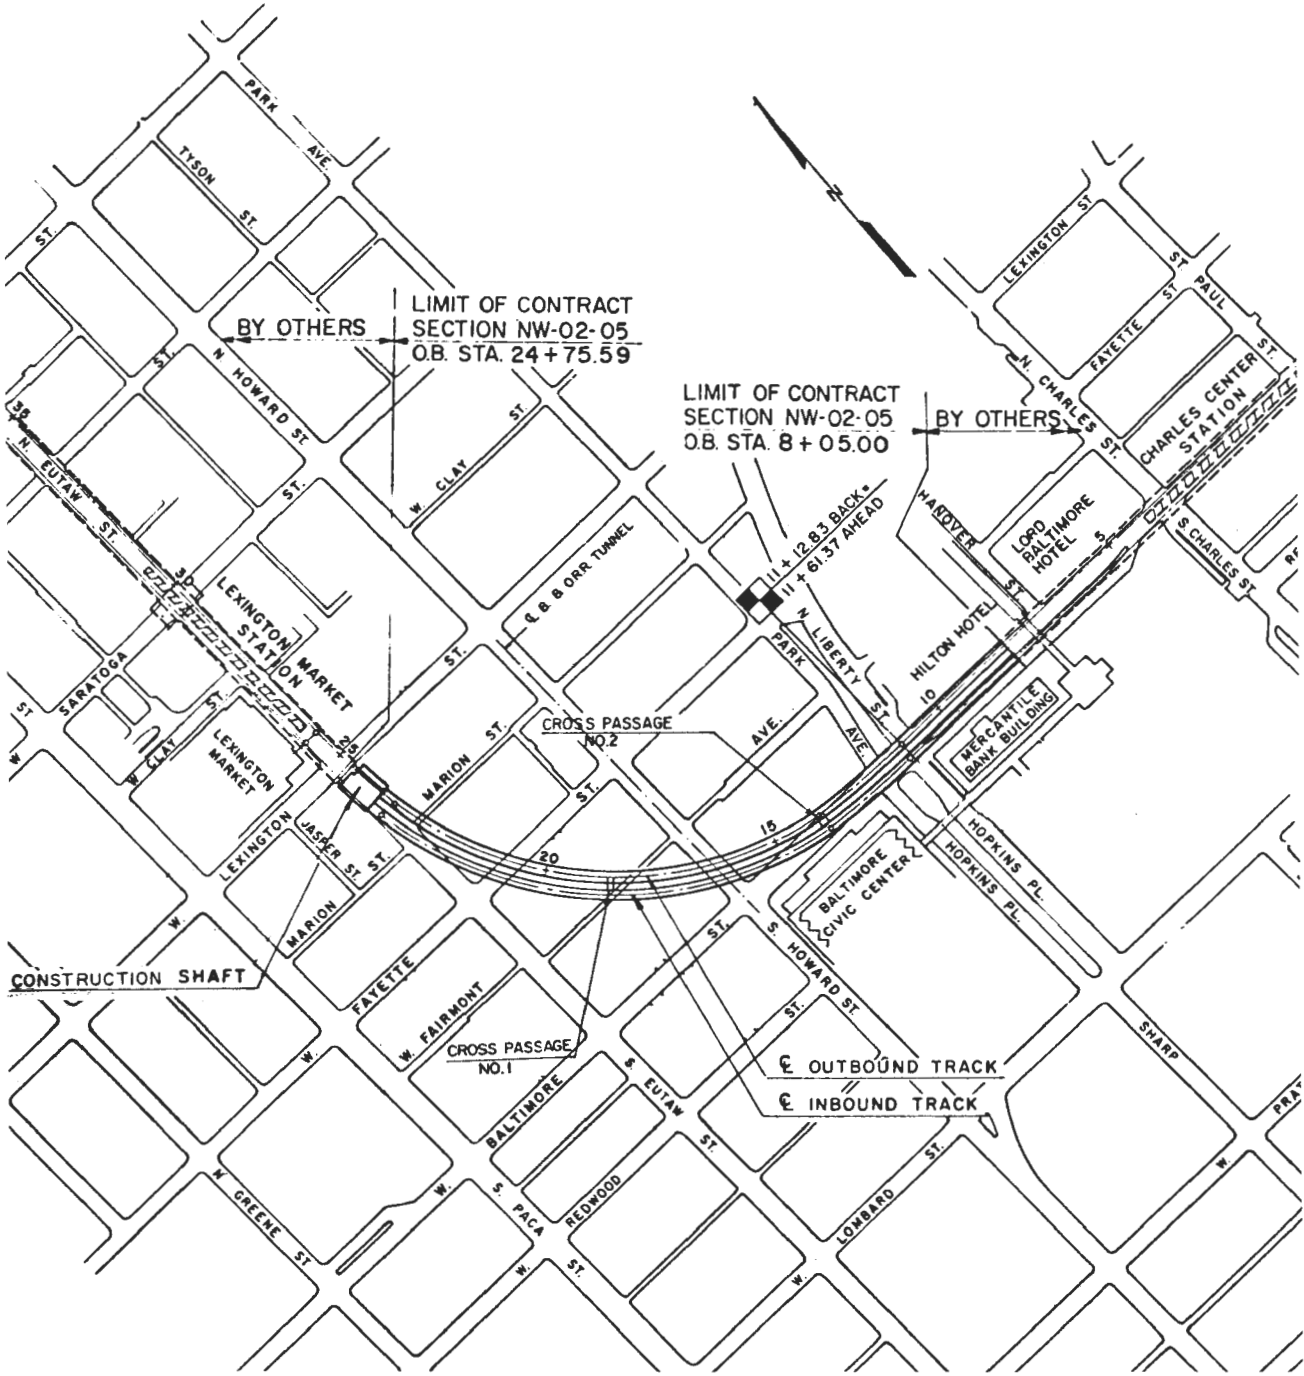 PARK AVE.
TYSON ST.
ST.
N
LEXINGTON ST
ST. PAUL ST.
FAYETTE ST
N. CHARLES ST.
CHARLES CENTER
STATION
LIMIT OF CONTRACT
SECTION NW-02-05
O.B. STA. 24+75.59
BY OTHERS
LIMIT OF CONTRACT
SECTION NW-02-05
O.B. STA. 8+05.00
BY OTHERS
N HOWARD ST.
ST.
ST.
W. CLAY ST.
N. EUTAW ST.
30
LEXINGTON MARKET
STATION
℄ B & O RR TUNNEL
11 + 12.83 BACK =
11 + 61.37 AHEAD
HANOVER ST.
LORD
BALTIMORE
HOTEL
5
S CHARLES ST.
N LIBERTY ST.
PARK AVE.
HILTON HOTEL
10
MERCANTILE
BANK BUILDING
SARATOGA
ST
W
W CLAY ST.
LEXINGTON
MARKET
25
ST.
MARION ST.
CROSS PASSAGE
NO.2
AVE.
ST.
15
20
LEXINGTON
JASPER ST.
MARION ST.
HOPKINS PL.
HOPKINS PL.
BALTIMORE
CIVIC CENTER
W.
CONSTRUCTION SHAFT
FAYETTE
W. FAIRMONT
ST.
S. HOWARD ST.
ST.
CROSS PASSAGE
NO.1
BALTIMORE
W.
S. EUTAW ST.
℄ OUTBOUND TRACK
℄ INBOUND TRACK
SHARP
W.
N GREENE ST
W.
S. PACA ST.
REDWOOD
W.
LOMBARD ST.
W.